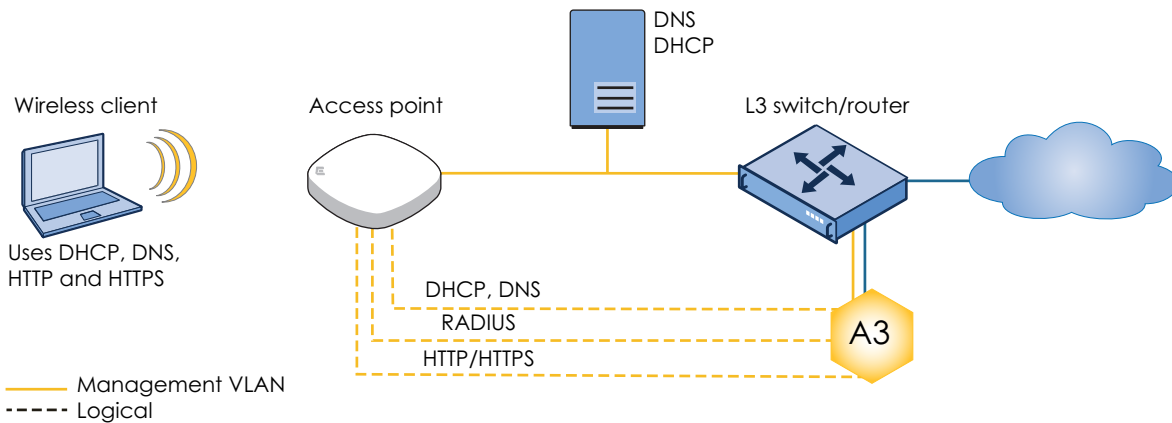 DNS
DHCP
Wireless client
Access point
L3 switch/router
Uses DHCP, DNS,
HTTP and HTTPS
DHCP, DNS
RADIUS
HTTP/HTTPS
A3
Management VLAN
Logical